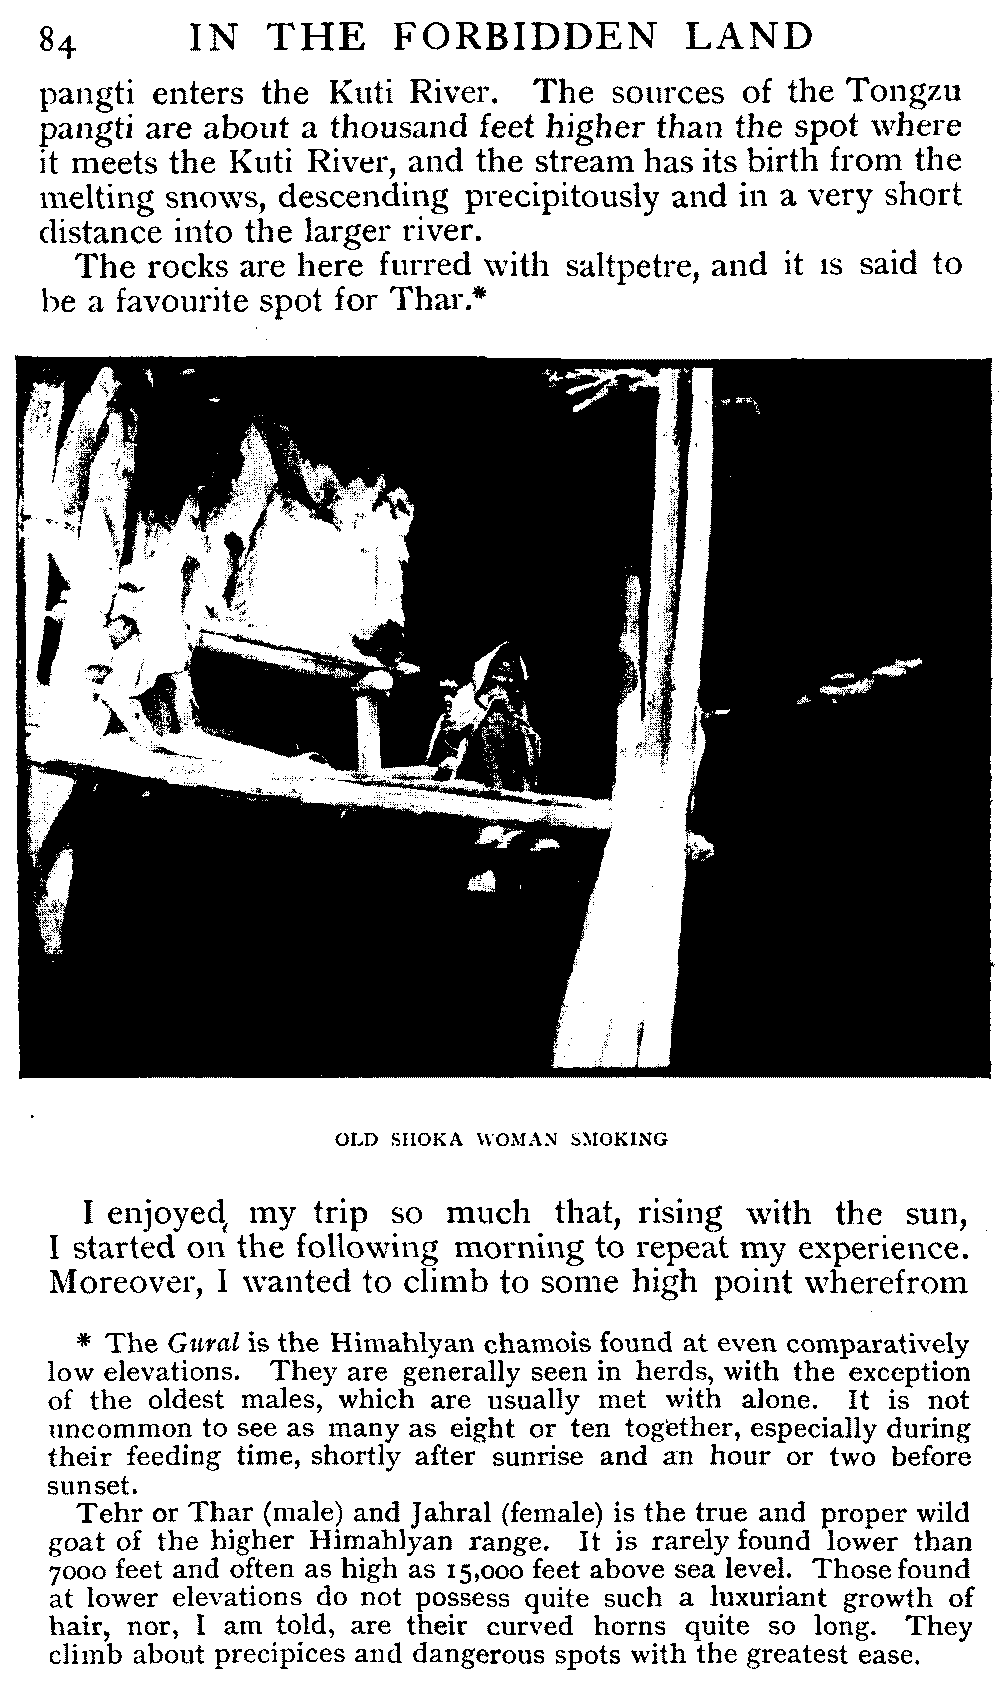 84 IN THE FORBIDDEN LAND
pangti enters the Kuti River. The sources of the Tongzu
pangti are about a thousand feet higher than the spot where
it meets the Kuti River, and the stream has its birth from the
melting snows, descending precipitously and in a very short
distance into the larger river.
The rocks are here furred with saltpetre, and it is said to
be a favourite spot for Thar.*
OLD SHOKA WOMAN SMOKING
I enjoyed my trip so much that, rising with the sun,
I started on the following morning to repeat my experience.
Moreover, I wanted to climb to some high point wherefrom
* The Gural is the Himahlyan chamois found at even comparatively
low elevations. They are generally seen in herds, with the exception
of the oldest males, which are usually met with alone. It is not
uncommon to see as many as eight or ten together, especially during
their feeding time, shortly after sunrise and an hour or two before
sunset.
Tehr or Thar (male) and Jahral (female) is the true and proper wild
goat of the higher Himahlyan range. It is rarely found lower than
7000 feet and often as high as 15,000 feet above sea level. Those found
at lower elevations do not possess quite such a luxuriant growth of
hair, nor, I am told, are their curved horns quite so long. They
climb about precipices and dangerous spots with the greatest ease.